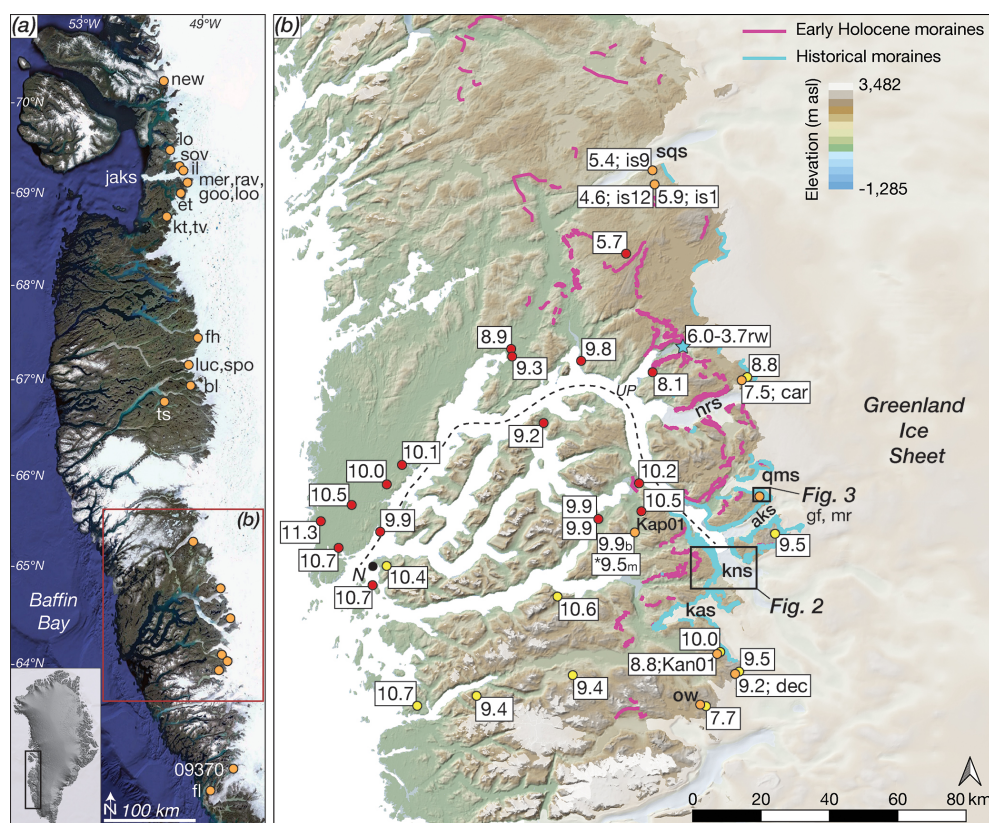 (a)
53°W
49°W
new
70°N
lo
sov
il
jaks
mer,rav,
goo,loo
69°N
et
kt,tv
68°N
fh
luc,spo
67°N
bl
ts
66°N
(b)
65°N
Baffin
Bay
64°N
09370
fl
N
100 km
(b)
Early Holocene moraines
Historical moraines
Elevation (m asl)
3,482
-1,285
sqs
5.4; is9
4.6; is12
5.9; is1
5.7
6.0-3.7rw
8.9
9.3
9.8
8.1
8.8
7.5; car
UP
nrs
Greenland
Ice
Sheet
9.2
10.1
10.0
10.2
10.5
qms
Fig. 3
gf, mr
10.5
11.3
9.9
9.9
9.9
Kap01
aks
10.7
9.9b
*9.5m
9.5
N
10.4
kns
10.7
Fig. 2
10.6
kas
10.0
8.8;Kan01
9.5
9.2; dec
9.4
10.7
9.4
ow
7.7
0
20
40
60
80 km